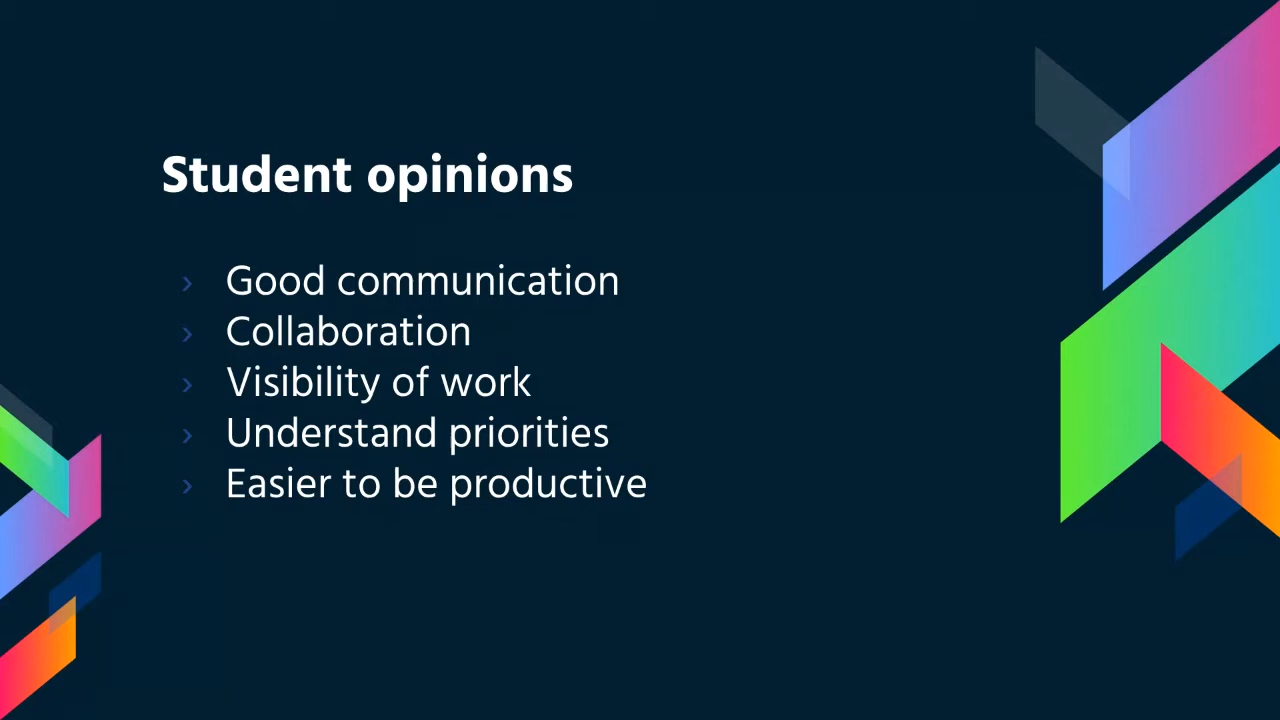 Student opinions
› Good communication
› Collaboration
› Visibility of work
› Understand priorities
› Easier to be productive